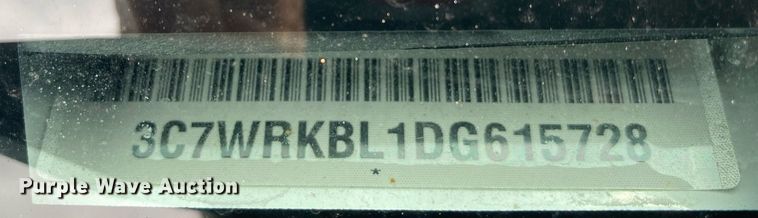 3C7WRKBL1DG615728
*
Purple Wave Auction